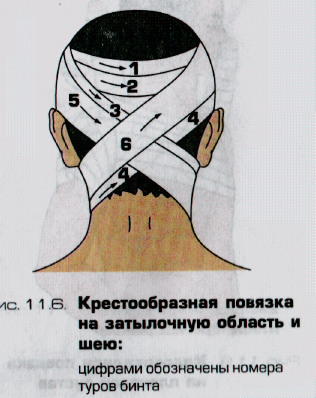 1
2
5
3
4
6
4
ис. 11.6. Крестообразная повязка
на затылочную область и
шею:
цифрами обозначены номера
туров бинта